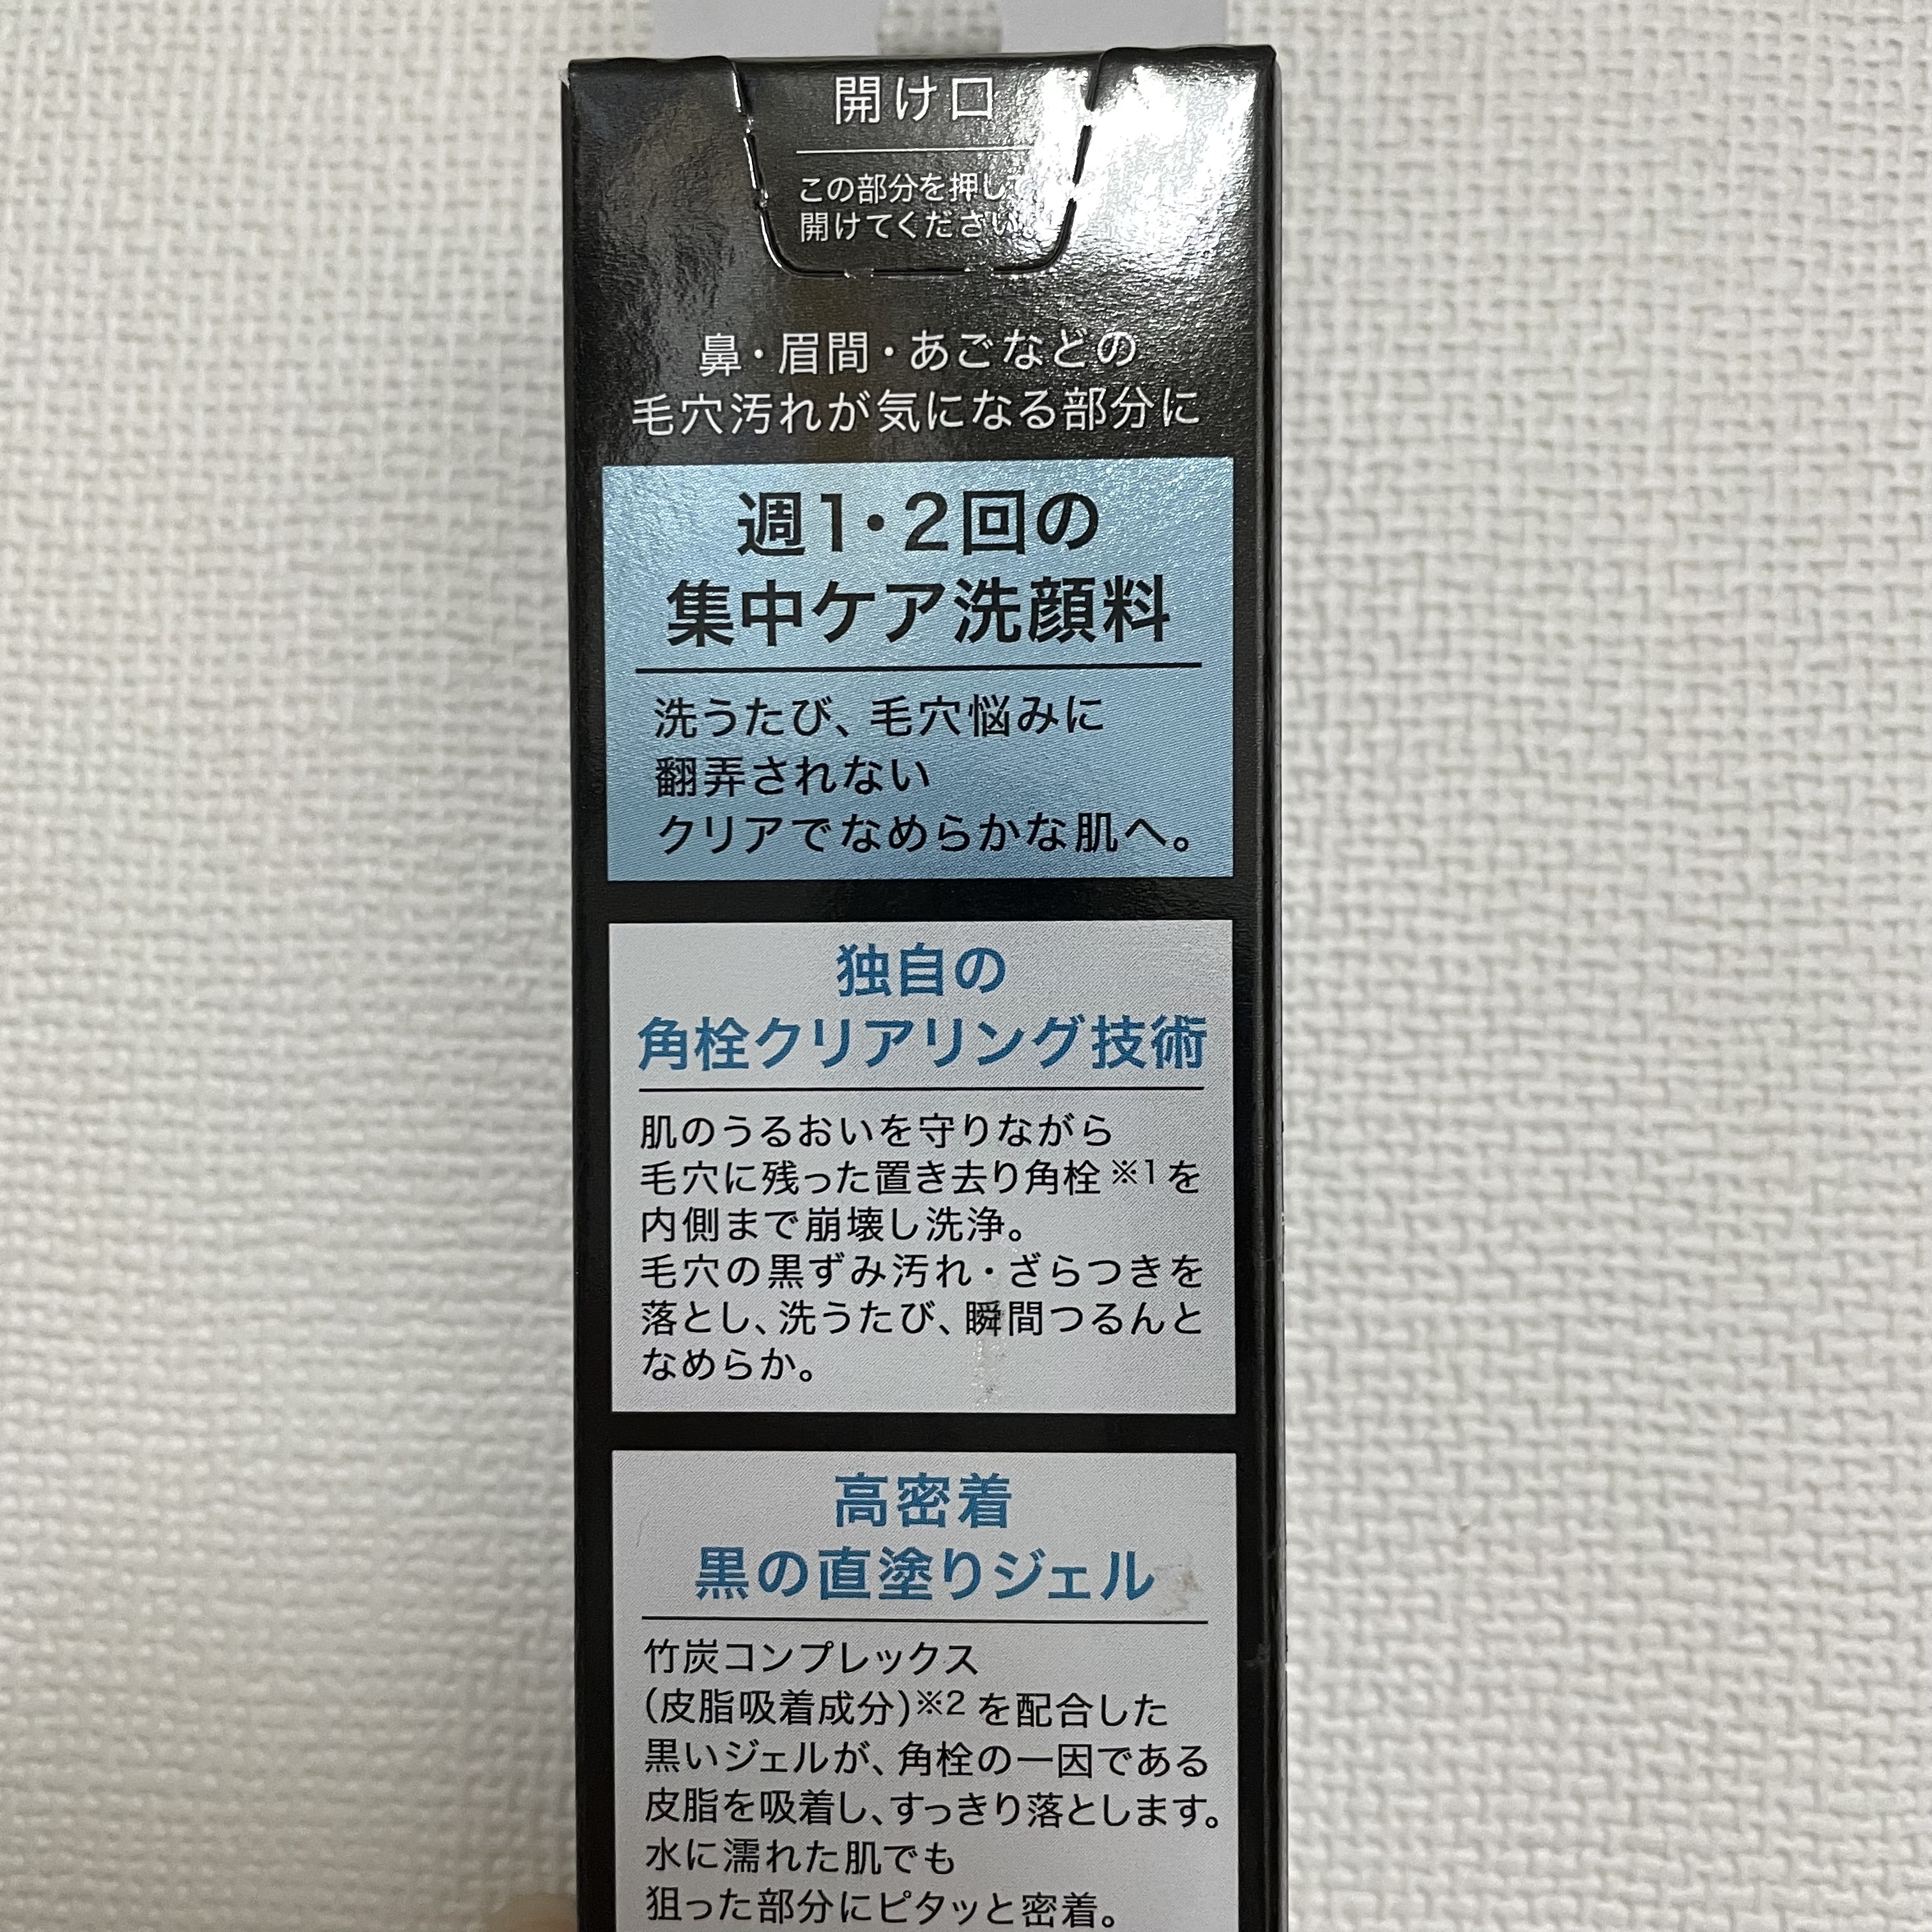 開け口
この部分を押して
開けてください
鼻・眉間・あごなどの
毛穴汚れが気になる部分に
週1・2回の
集中ケア洗顔料
洗うたび、毛穴悩みに
翻弄されない
クリアでなめらかな肌へ。
独自の
角栓クリアリング技術
肌のうるおいを守りながら
毛穴に残った置き去り角栓※1を
内側まで崩壊し洗浄。
毛穴の黒ずみ汚れ・ざらつきを
落とし、洗うたび、瞬間つるんと
なめらか。
高密着
黒の直塗りジェル
竹炭コンプレックス
(皮脂吸着成分)※2 を配合した
黒いジェルが、角栓の一因である
皮脂を吸着し、すっきり落とします。
水に濡れた肌でも
狙った部分にピタッと密着。